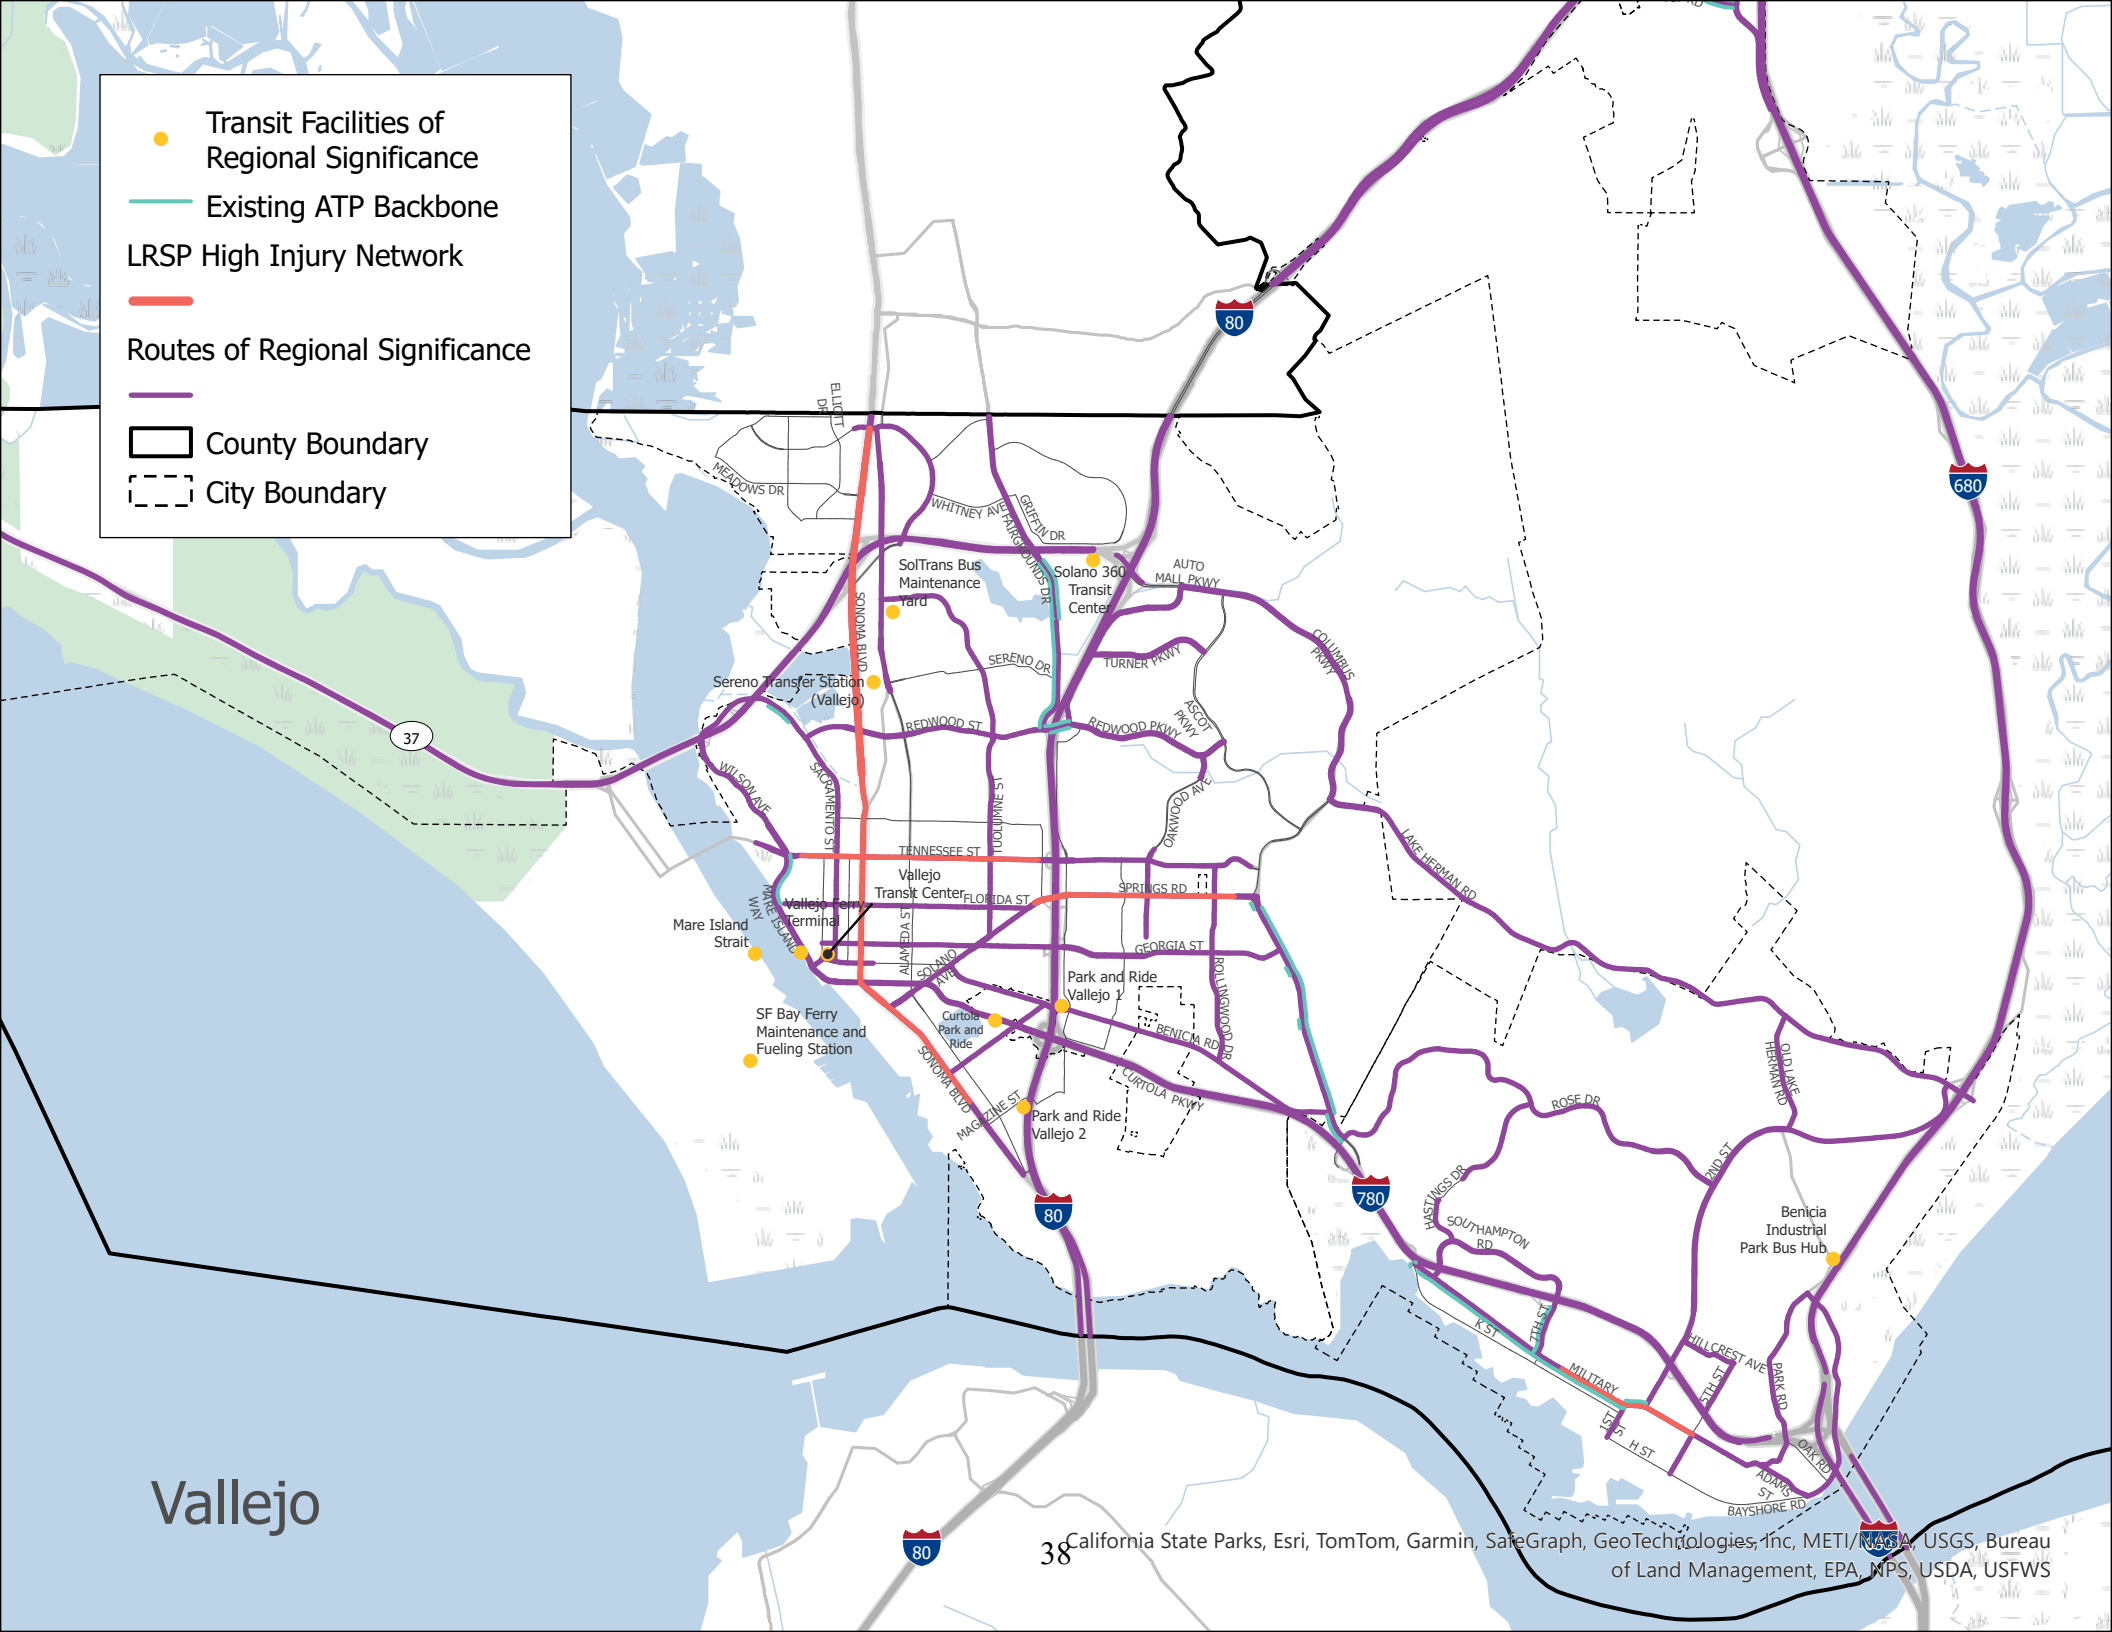 Transit Facilities of
Regional Significance
Existing ATP Backbone
LRSP High Injury Network
Routes of Regional Significance
County Boundary
City Boundary
80
680
37
ELLIOTT
DR
MEADOWS DR
WHITNEY AVE
GRIFFIN DR
FAIRGROUNDS DR
SolTrans Bus
Maintenance
Yard
Solano 360
Transit
Center
AUTO
MALL PKWY
SONOMA BLVD
SERENO DR
TURNER PKWY
COLUMBUS
PKWY
Sereno Transfer Station
(Vallejo)
REDWOOD ST
REDWOOD PKWY
ASCOT
PKWY
WILSON AVE
SACRAMENTO ST
TUOLUMNE ST
OAKWOOD AVE
TENNESSEE ST
LAKE HERMAN RD
Vallejo
Transit Center
FLORIDA ST
SPRINGS RD
MARE ISLAND
WAY
Vallejo Ferry
Terminal
Mare Island
Strait
ALAMEDA ST
SOLANO
AVE
GEORGIA ST
ROLLINGWOOD DR
Park and Ride
Vallejo 1
SF Bay Ferry
Maintenance and
Fueling Station
Curtola
Park and
Ride
BENICIA RD
SONOMA BLVD
MAGAZINE ST
CURTOLA PKWY
Park and Ride
Vallejo 2
OLD LAKE
HERMAN RD
ROSE DR
2ND ST
80
780
HASTINGS DR
SOUTHAMPTON
RD
Benicia
Industrial
Park Bus Hub
K ST
7TH ST
MILITARY
HILLCREST AVE
5TH ST
PARK RD
1ST
ST
H ST
OAK RD
ADAMS
ST
BAYSHORE RD
Vallejo
80
38
California State Parks, Esri, TomTom, Garmin, SafeGraph, GeoTechnologies, Inc, METI/NASA, USGS, Bureau
of Land Management, EPA, NPS, USDA, USFWS